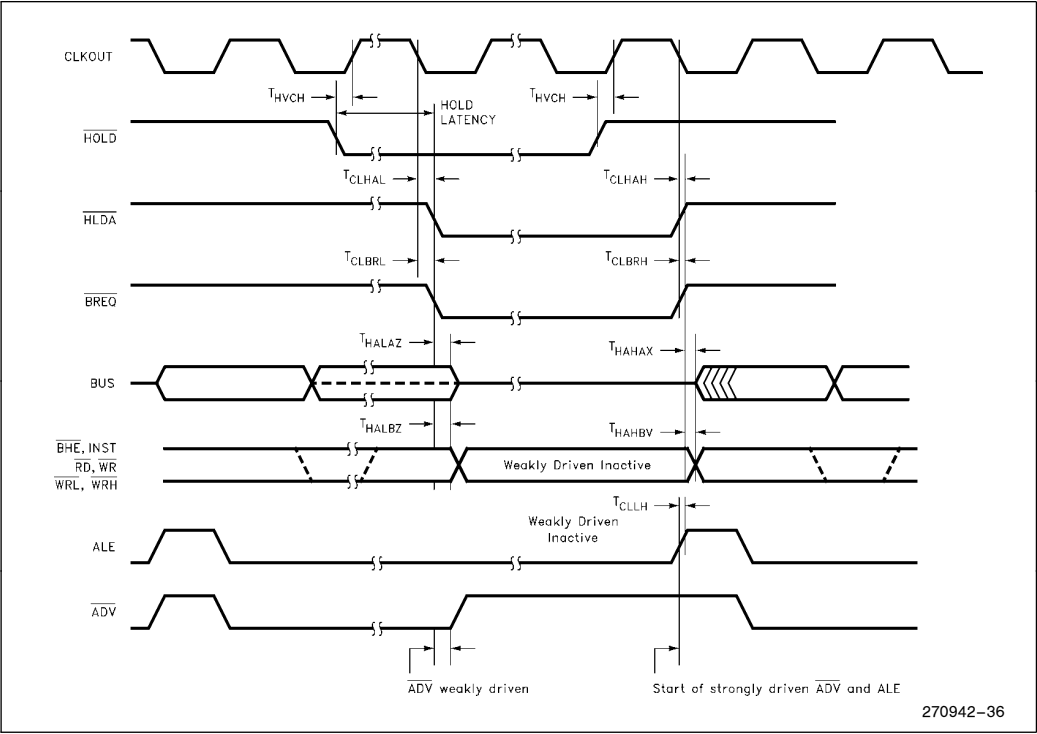 CLKOUT
THVCH
THVCH
HOLD
LATENCY
HOLD
TCLHAL
TCLHAH
HLDA
TCLBRL
TCLBRH
BREQ
THALAZ
THAHAX
BUS
THALBZ
THAHBV
BHE, INST
RD, WR
WRL, WRH
Weakly Driven Inactive
TCLLH
Weakly Driven
Inactive
ALE
ADV
ADV weakly driven
Start of strongly driven ADV and ALE
270942-36